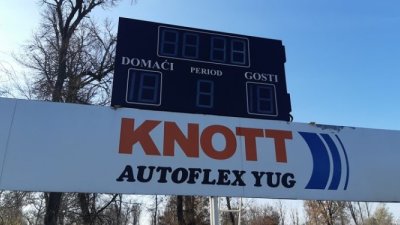 DOMAĆI PERIOD GOSTI
KNOTT
AUTOFLEX YUG